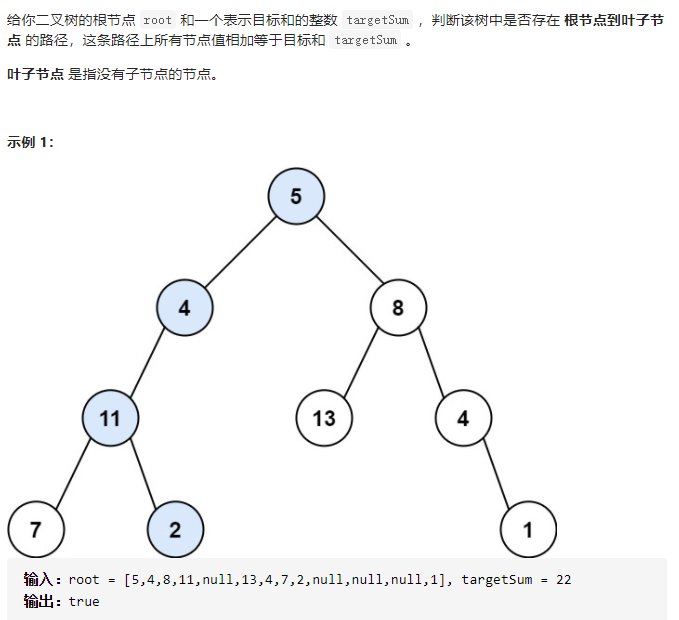 给你二叉树的根节点 root 和一个表示目标和的整数 targetSum ，判断该树中是否存在 根节点到叶子节
点 的路径，这条路径上所有节点值相加等于目标和 targetSum 。
叶子节点 是指没有子节点的节点。
示例 1：
5
4 8
11 13 4
7 2 1
输入：root = [5,4,8,11,null,13,4,7,2,null,null,null,1], targetSum = 22
输出：true